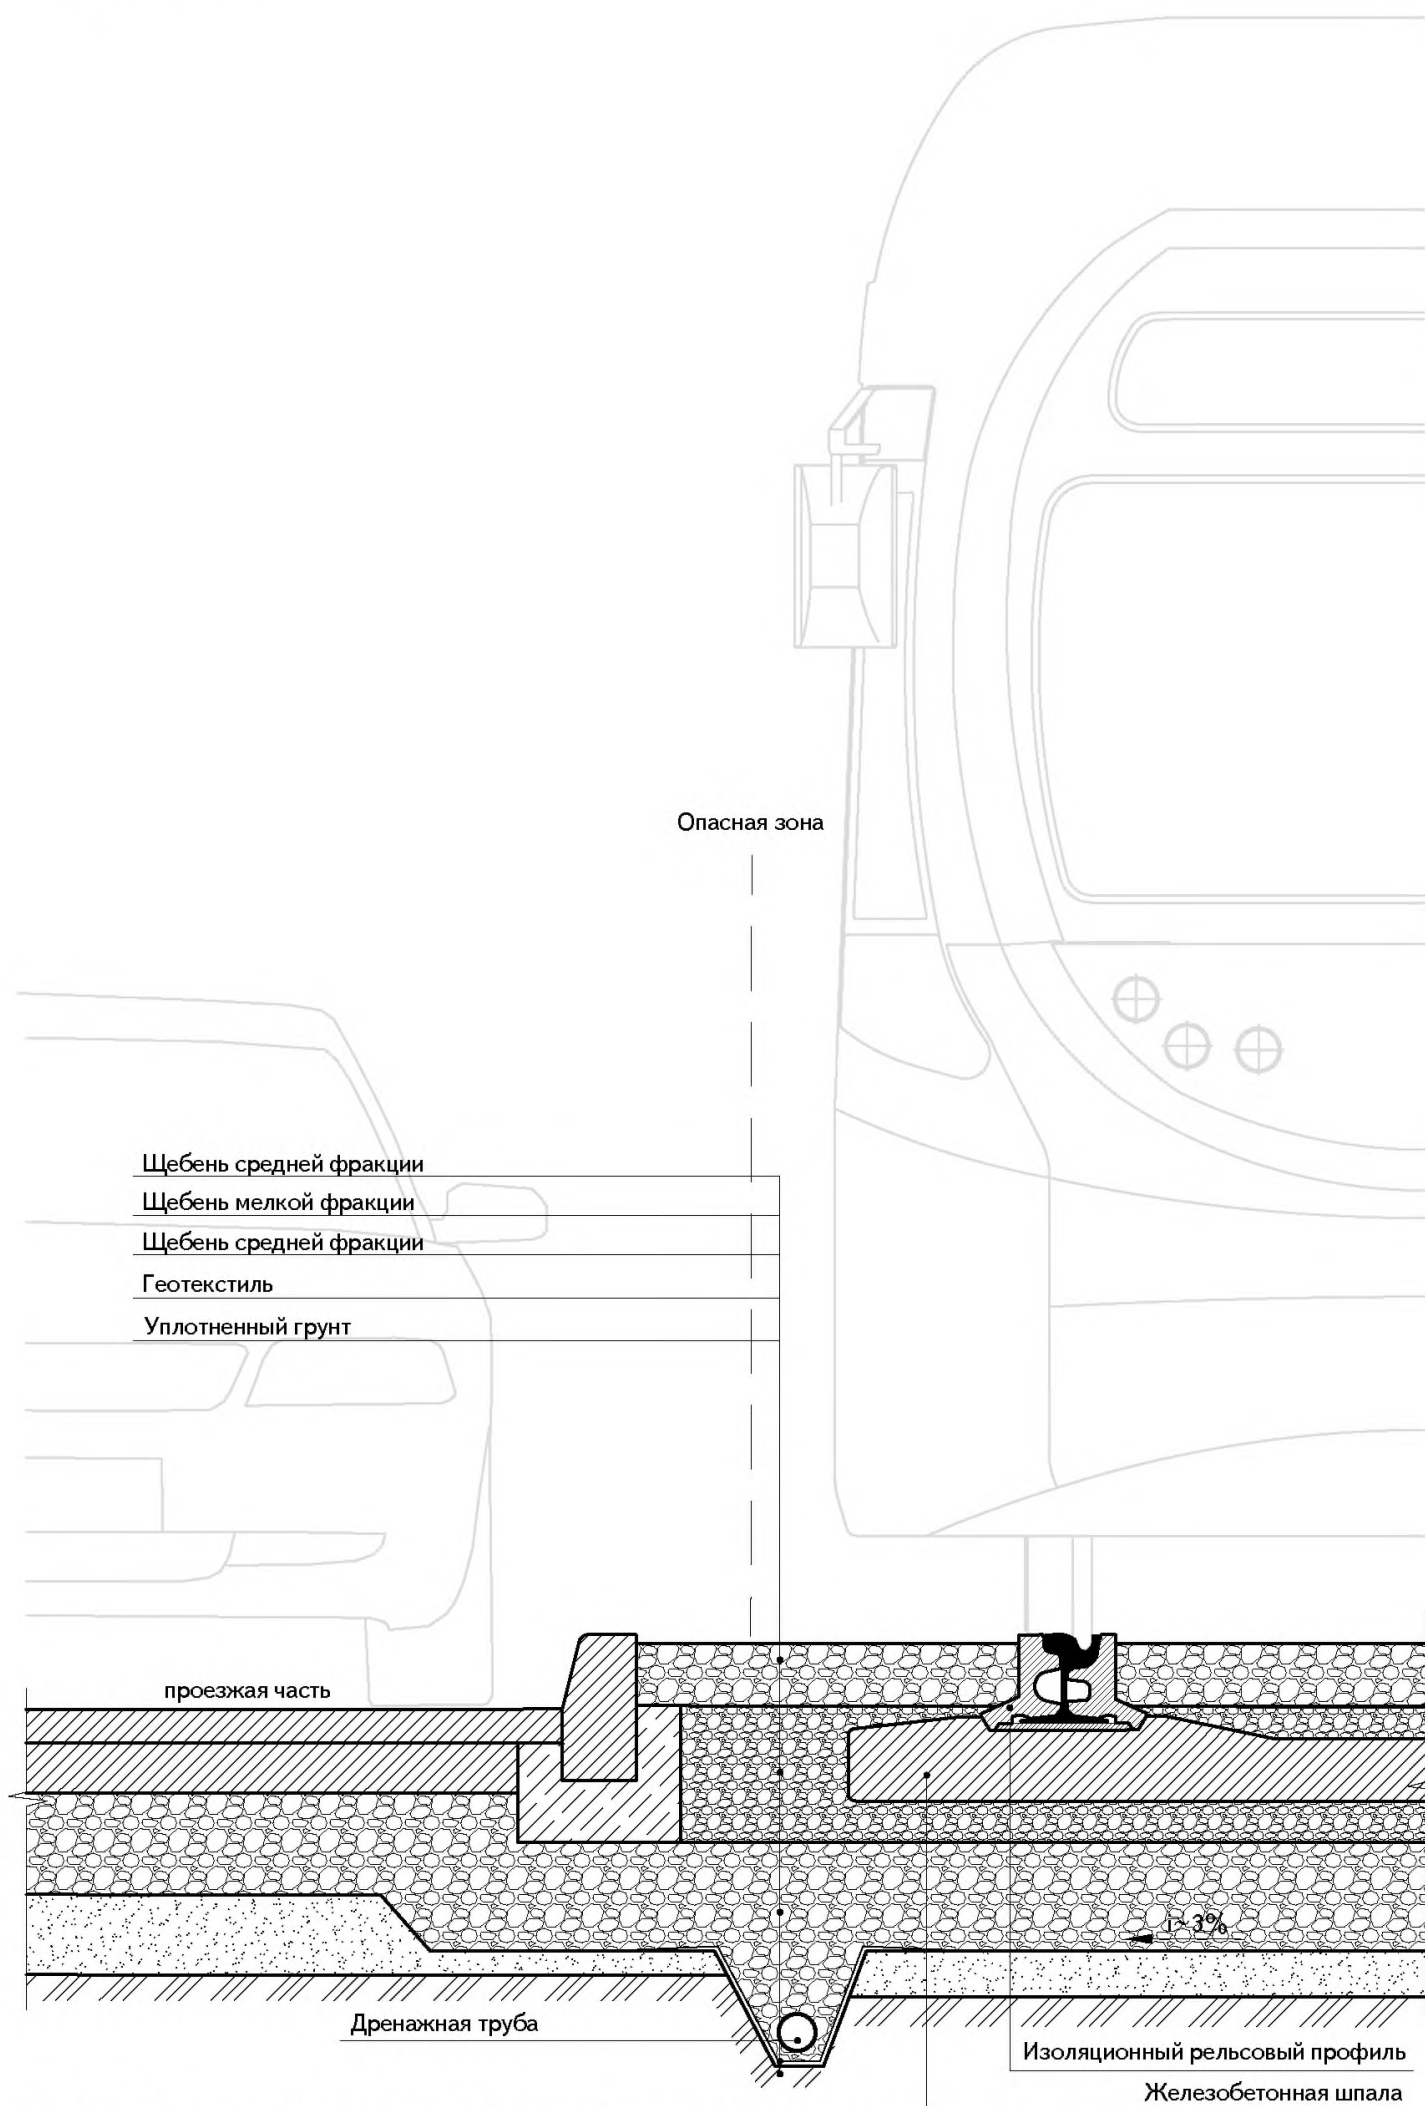 Опасная зона
Щебень средней фракции
Щебень мелкой фракции
Щебень средней фракции
Геотекстиль
Уплотненный грунт
проезжая часть
i~3%
Дренажная труба
Изоляционный рельсовый профиль
Железобетонная шпала